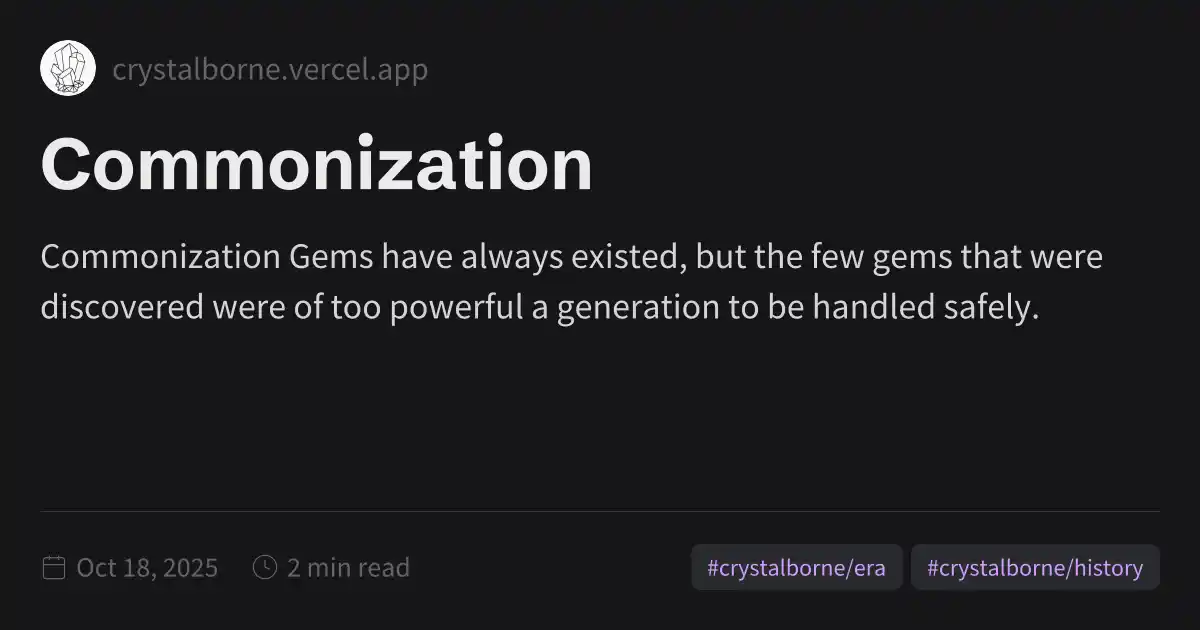 crystalborne.vercel.app
Commonization
Commonization Gems have always existed, but the few gems that were
discovered were of too powerful a generation to be handled safely.
Oct 18, 2025 2 min read #crystalborne/era #crystalborne/history